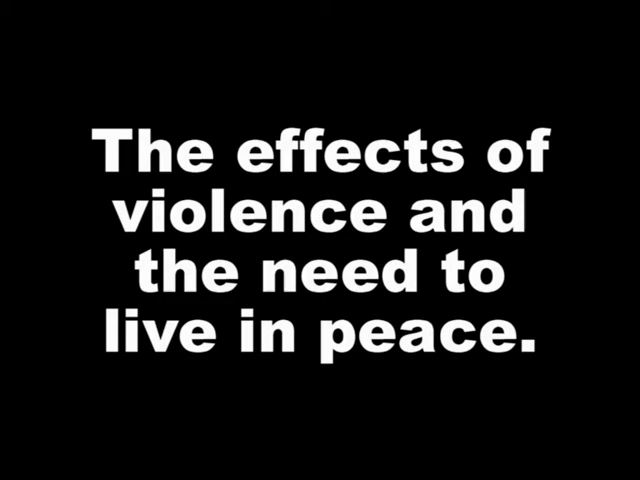 The effects of
violence and
the need to
live in peace.